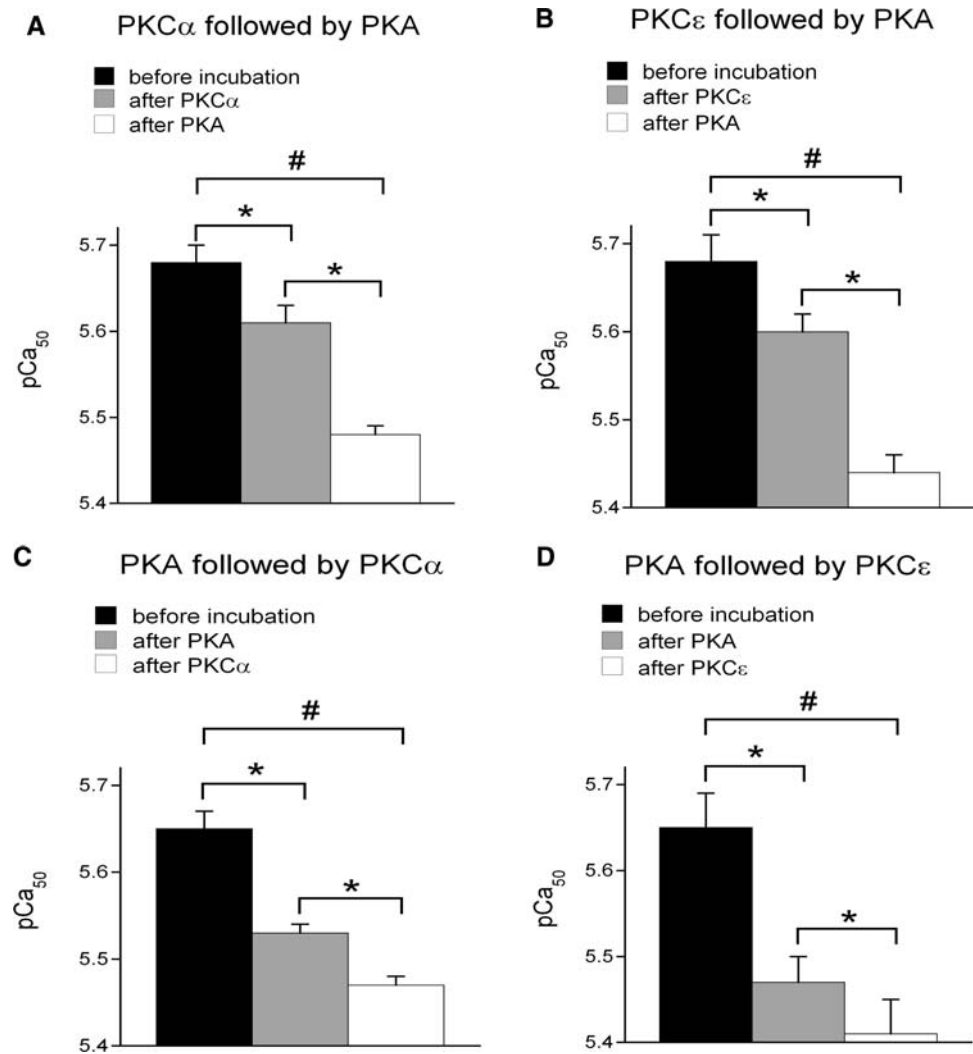 A
PKCα followed by PKA
before incubation
after PKCα
after PKA
#
*
*
pCa50
5.7
5.6
5.5
5.4
B
PKCε followed by PKA
before incubation
after PKCε
after PKA
#
*
*
pCa50
5.7
5.6
5.5
5.4
C
PKA followed by PKCα
before incubation
after PKA
after PKCα
#
*
*
pCa50
5.7
5.6
5.5
5.4
D
PKA followed by PKCε
before incubation
after PKA
after PKCε
#
*
*
pCa50
5.7
5.6
5.5
5.4